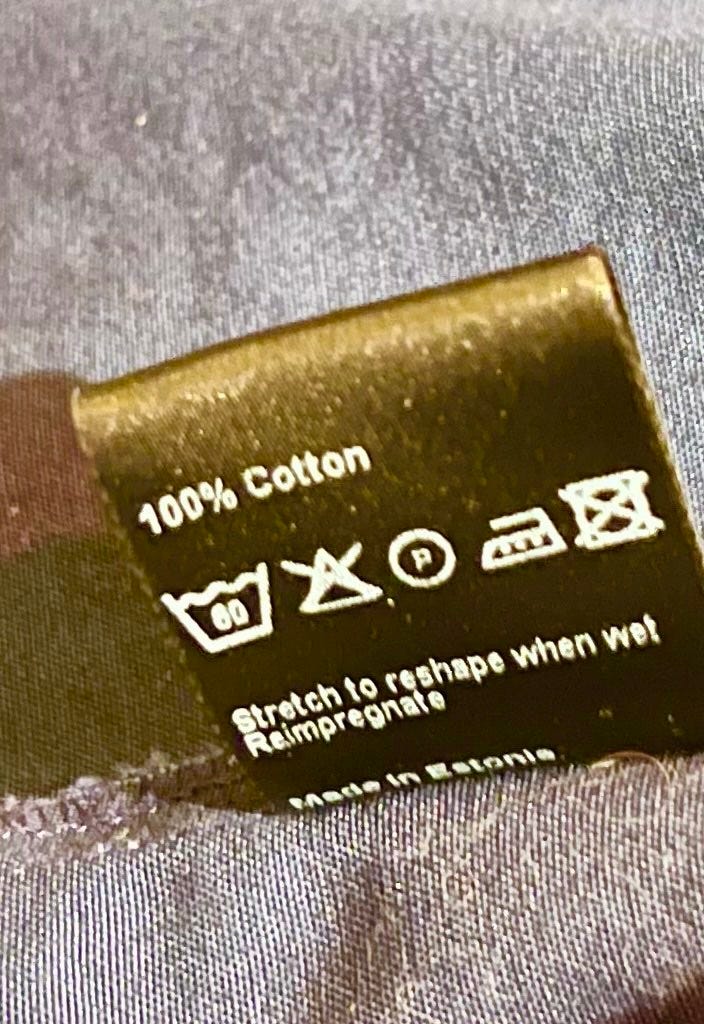 100% Cotton
60 P
Stretch to reshape when wet
Reimpregnate
Made in Estonia